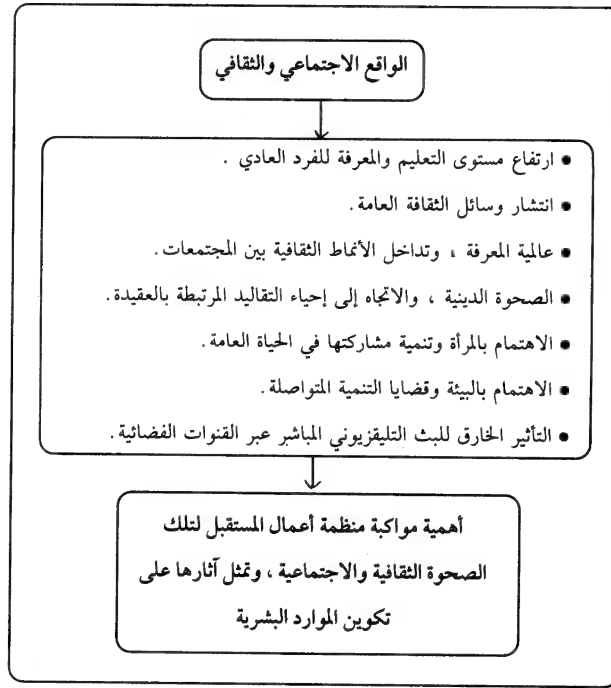 الواقع الاجتماعي والثقافي
● ارتفاع مستوى التعليم والمعرفة للفرد العادي .
● انتشار وسائل الثقافة العامة .
● عالمية المعرفة ، وتداخل الأنماط الثقافية بين المجتمعات .
● الصحوة الدينية ، والاتجاه إلى إحياء التقاليد المرتبطة بالعقيدة .
● الاهتمام بالمرأة وتنمية مشاركتها في الحياة العامة .
● الاهتمام بالبيئة وقضايا التنمية المتواصلة .
● التأثير الخارق للبث التليفزيوني المباشر عبر القنوات الفضائية .
أهمية مواكبة منظمة أعمال المستقبل لتلك
الصحوة الثقافية والاجتماعية ، وتمثل آثارها على
تكوين الموارد البشرية